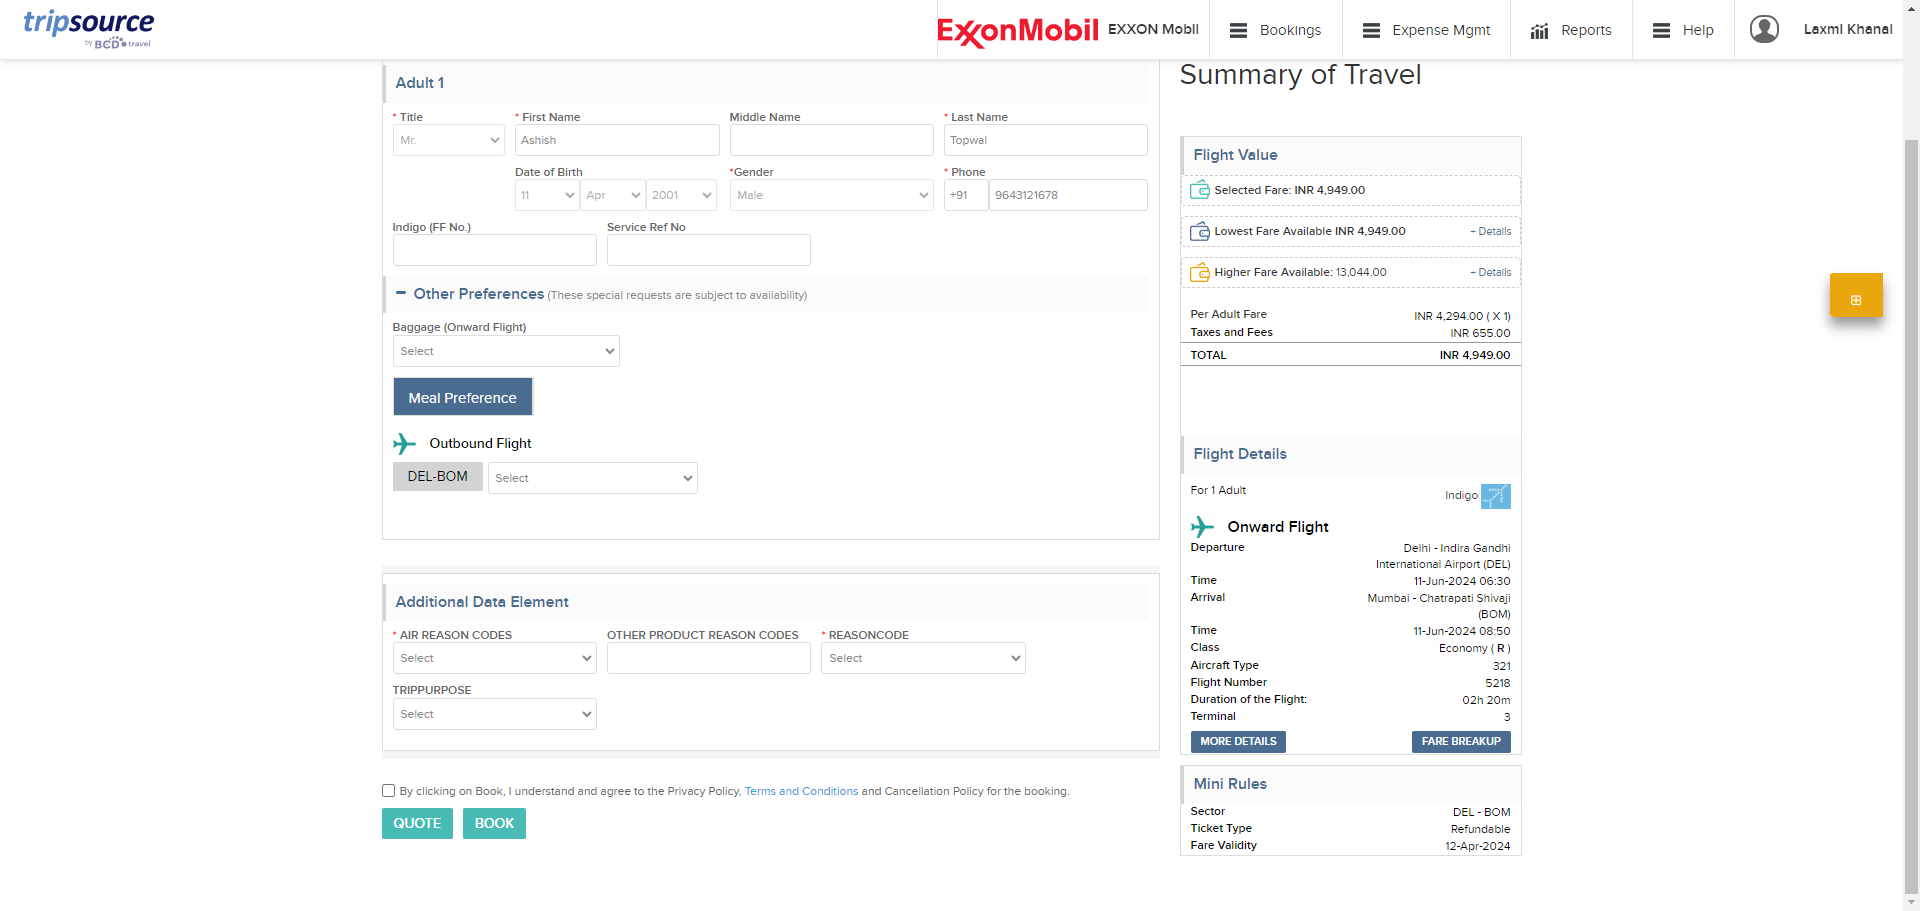 tripsource
by BCD travel
ExxonMobil
EXXON Mobil
Bookings
Expense Mgmt
Reports
Help
Laxmi Khanal
Adult 1
* Title
* First Name
Middle Name
* Last Name
Mr.
Ashish
Topwal
Date of Birth
*Gender
* Phone
11
Apr
2001
Male
+91
9643121678
Indigo (FF No.)
Service Ref No
Other Preferences (These special requests are subject to availability)
Baggage (Onward Flight)
Select
Meal Preference
Outbound Flight
DEL-BOM
Select
Additional Data Element
* AIR REASON CODES
OTHER PRODUCT REASON CODES
* REASONCODE
Select
Select
TRIPPURPOSE
Select
By clicking on Book, I understand and agree to the Privacy Policy, Terms and Conditions and Cancellation Policy for the booking.
QUOTE
BOOK
Summary of Travel
Flight Value
Selected Fare: INR 4,949.00
Lowest Fare Available INR 4,949.00
+ Details
Higher Fare Available: 13,044.00
+ Details
Per Adult Fare
INR 4,294.00 ( X 1)
Taxes and Fees
INR 655.00
TOTAL
INR 4,949.00
Flight Details
For 1 Adult
Indigo
Onward Flight
Departure
Delhi - Indira Gandhi
International Airport (DEL)
Time
11-Jun-2024 06:30
Arrival
Mumbai - Chatrapati Shivaji
(BOM)
Time
11-Jun-2024 08:50
Class
Economy ( R )
Aircraft Type
321
Flight Number
5218
Duration of the Flight:
02h 20m
Terminal
3
MORE DETAILS
FARE BREAKUP
Mini Rules
Sector
DEL - BOM
Ticket Type
Refundable
Fare Validity
12-Apr-2024